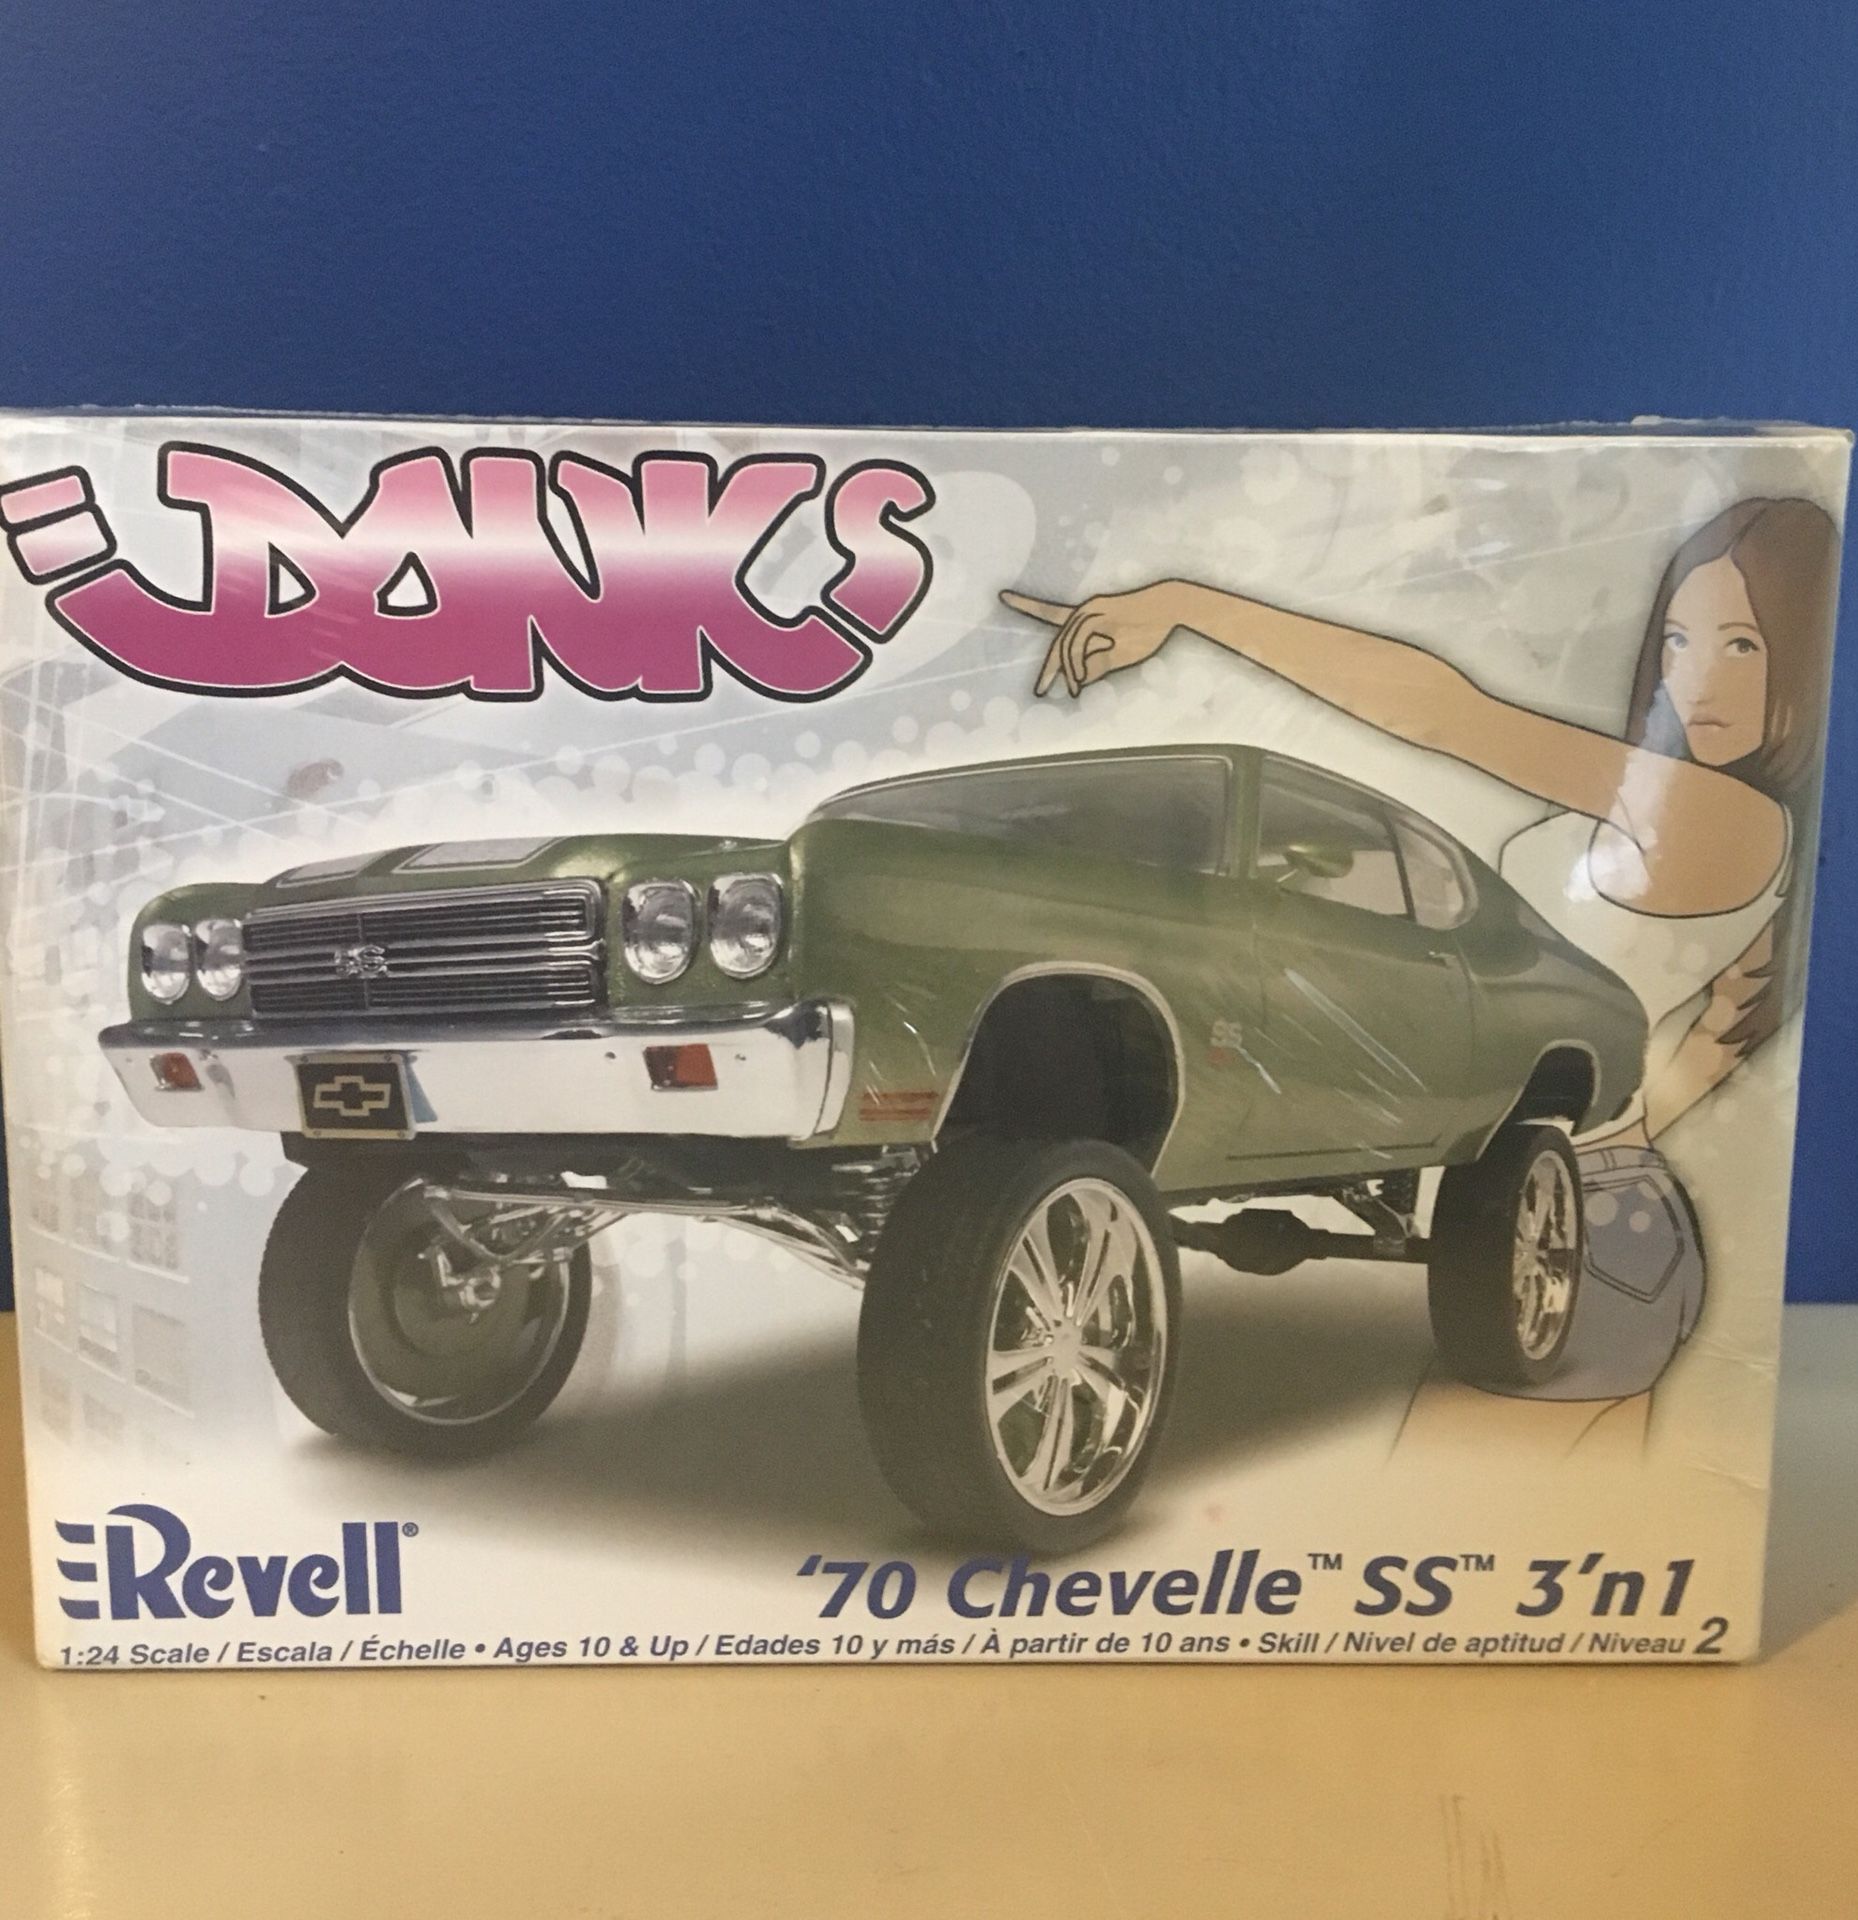 DONKS
SS
SS
Revell®
'70 Chevelle™ SS™ 3'n1
1:24 Scale / Escala / Échelle • Ages 10 & Up / Edades 10 y más / À partir de 10 ans • Skill / Nivel de aptitud / Niveau 2